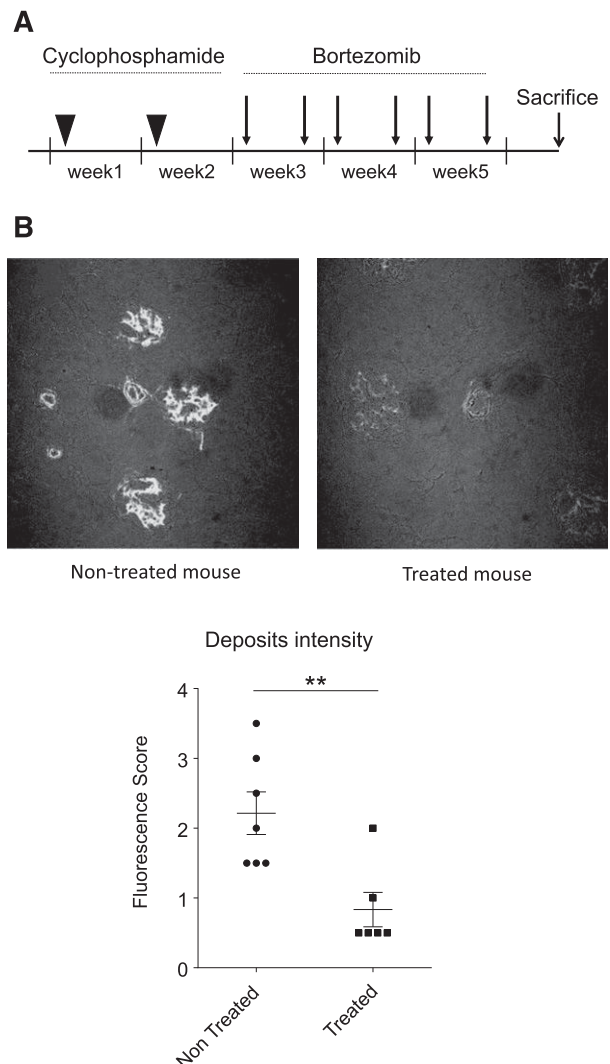 A
Cyclophosphamide Bortezomib
Sacrifice
week1 week2 week3 week4 week5
B
Non-treated mouse Treated mouse
Deposits intensity
**
4
3
2
1
0
Fluorescence Score
Non Treated Treated